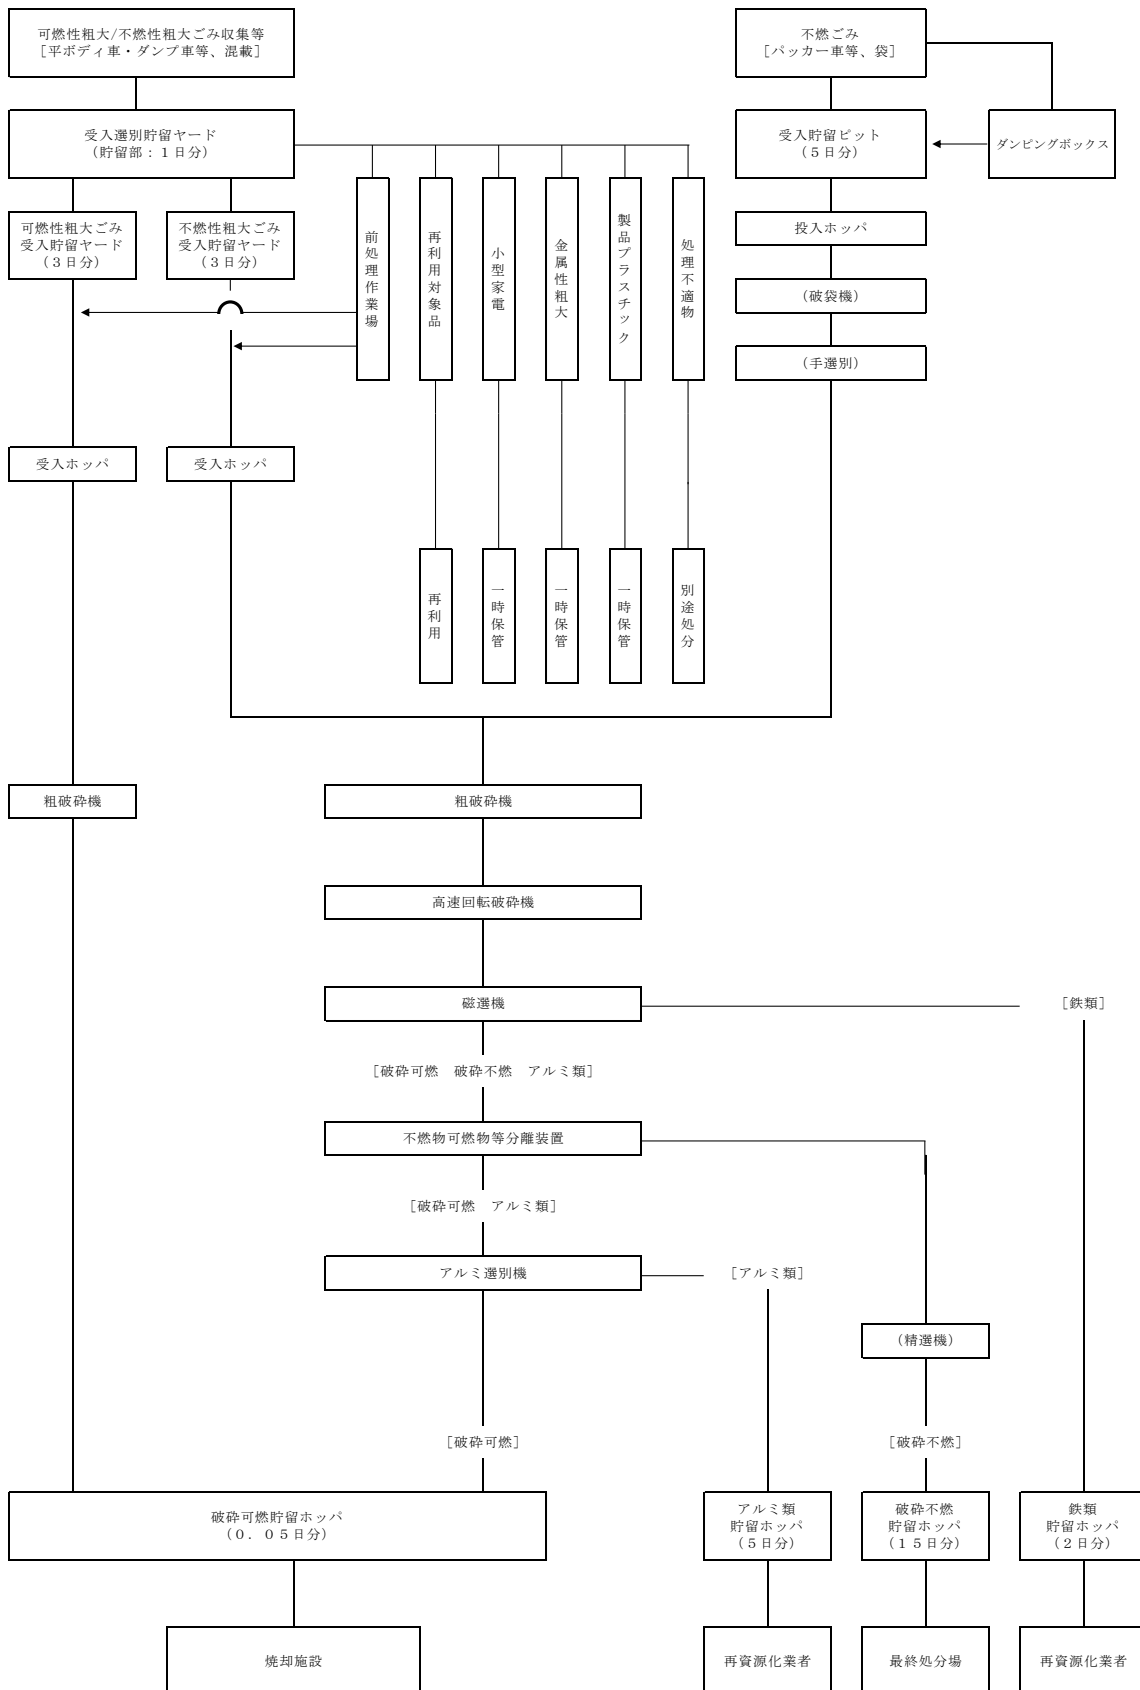 可燃性粗大/不燃性粗大ごみ収集等
［平ボディ車・ダンプ車等、混載］
不燃ごみ
［パッカー車等、袋］
受入選別貯留ヤード
（貯留部：１日分）
受入貯留ピット
（５日分）
ダンピングボックス
可燃性粗大ごみ
受入貯留ヤード
（３日分）
不燃性粗大ごみ
受入貯留ヤード
（３日分）
前処理作業場
再利用対象品
小型家電
金属性粗大
製品プラスチック
処理不適物
投入ホッパ
（破袋機）
（手選別）
受入ホッパ
受入ホッパ
再利用
一時保管
一時保管
一時保管
別途処分
粗破砕機
粗破砕機
高速回転破砕機
磁選機
［鉄類］
［破砕可燃　破砕不燃　アルミ類］
不燃物可燃物等分離装置
［破砕可燃　アルミ類］
アルミ選別機
［アルミ類］
（精選機）
［破砕可燃］
［破砕不燃］
破砕可燃貯留ホッパ
（０．０５日分）
アルミ類
貯留ホッパ
（５日分）
破砕不燃
貯留ホッパ
（１５日分）
鉄類
貯留ホッパ
（２日分）
焼却施設
再資源化業者
最終処分場
再資源化業者